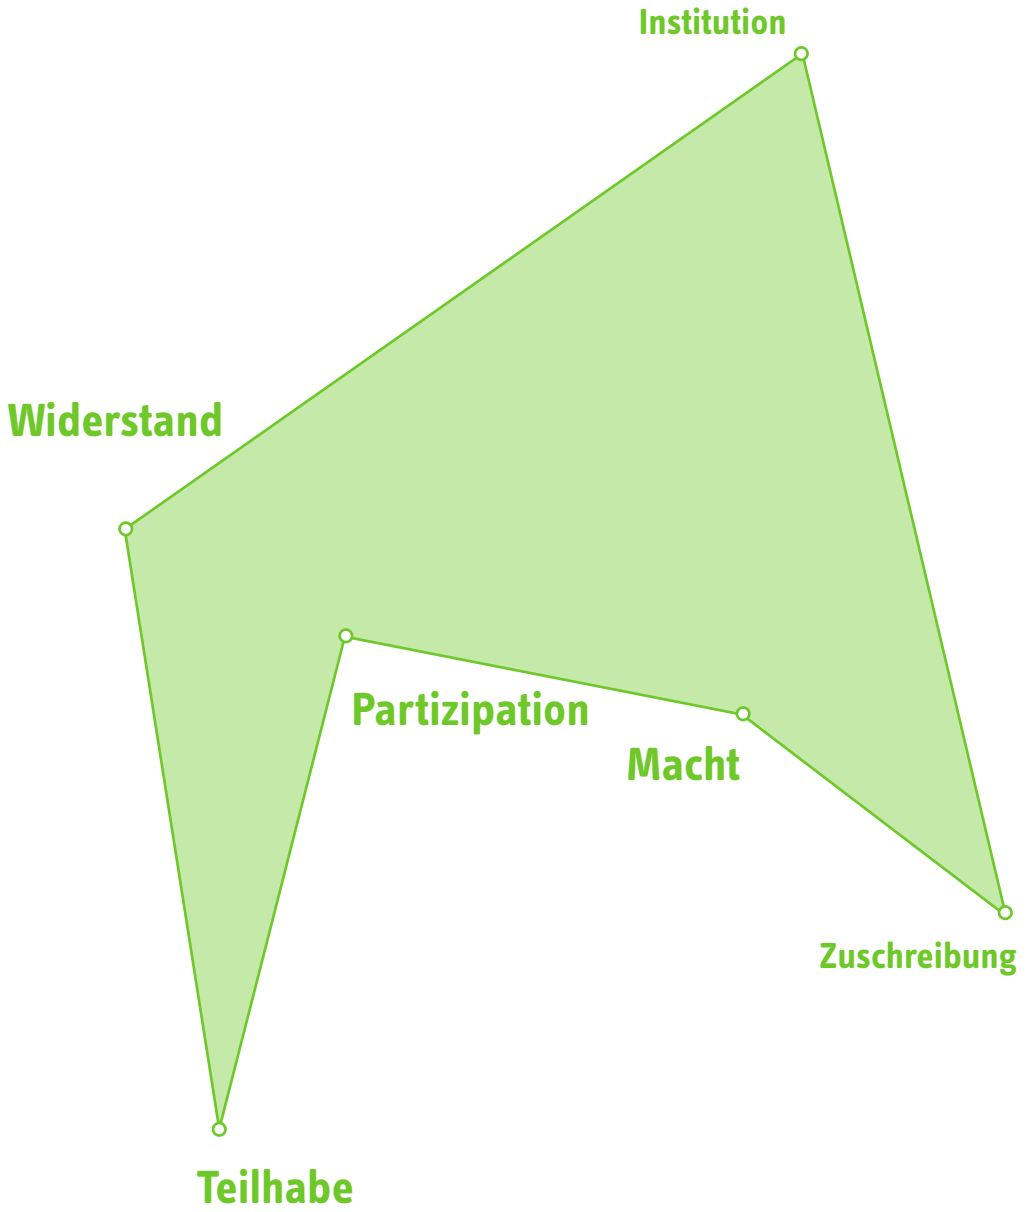 Institution
Widerstand
Partizipation
Macht
Zuschreibung
Teilhabe